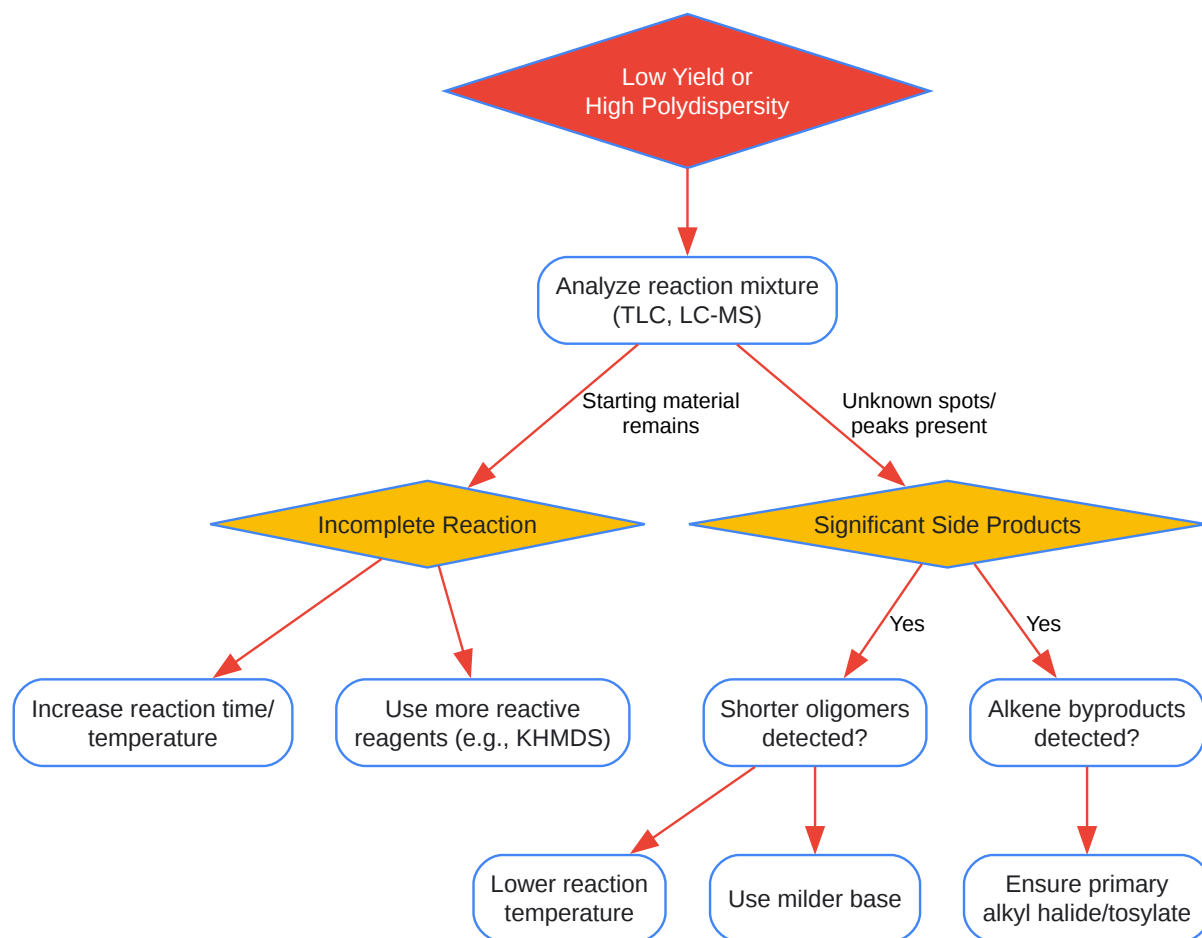 Low Yield or
High Polydispersity
Analyze reaction mixture
(TLC, LC-MS)
Starting material
remains
Unknown spots/
peaks present
Incomplete Reaction
Significant Side Products
Yes
Yes
Increase reaction time/
temperature
Use more reactive
reagents (e.g., KHMDS)
Shorter oligomers
detected?
Alkene byproducts
detected?
Lower reaction
temperature
Use milder base
Ensure primary
alkyl halide/tosylate